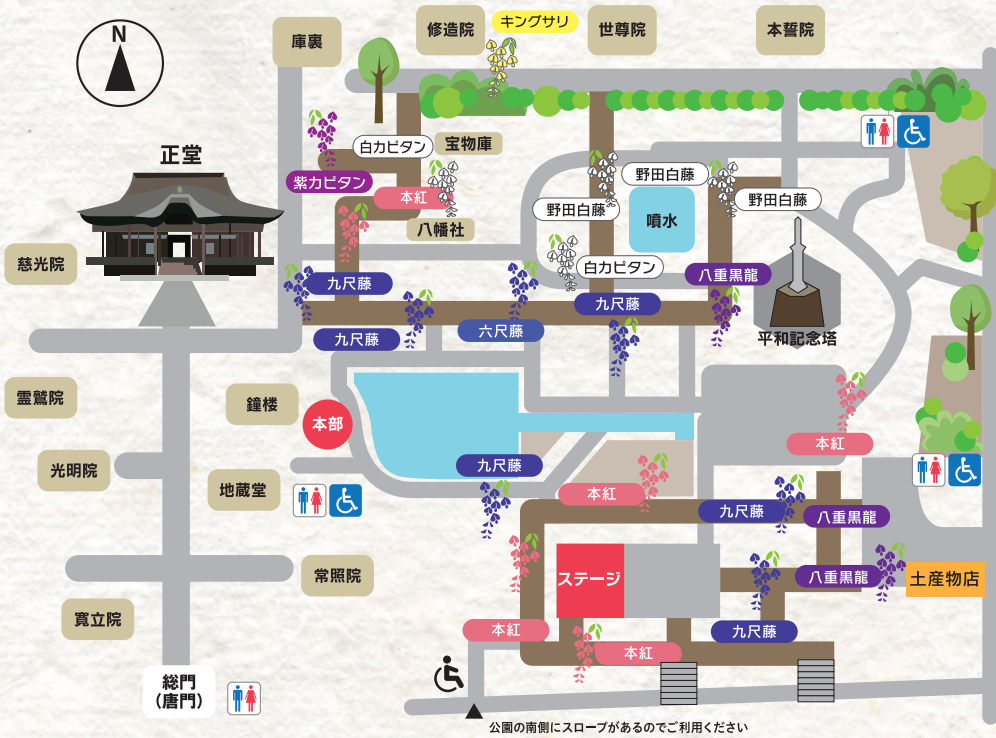 N
庫裏
修造院
キングサリ
世尊院
本誓院
正堂
白カピタン
宝物庫
紫カピタン
本紅
八幡社
野田白藤
野田白藤
野田白藤
噴水
慈光院
九尺藤
白カピタン
八重黒龍
九尺藤
九尺藤
六尺藤
平和記念塔
霊鷲院
鐘楼
本部
本紅
光明院
九尺藤
地蔵堂
本紅
九尺藤
八重黒龍
常照院
ステージ
八重黒龍
土産物店
寛立院
本紅
九尺藤
本紅
総門
(唐門)
公園の南側にスロープがあるのでご利用ください